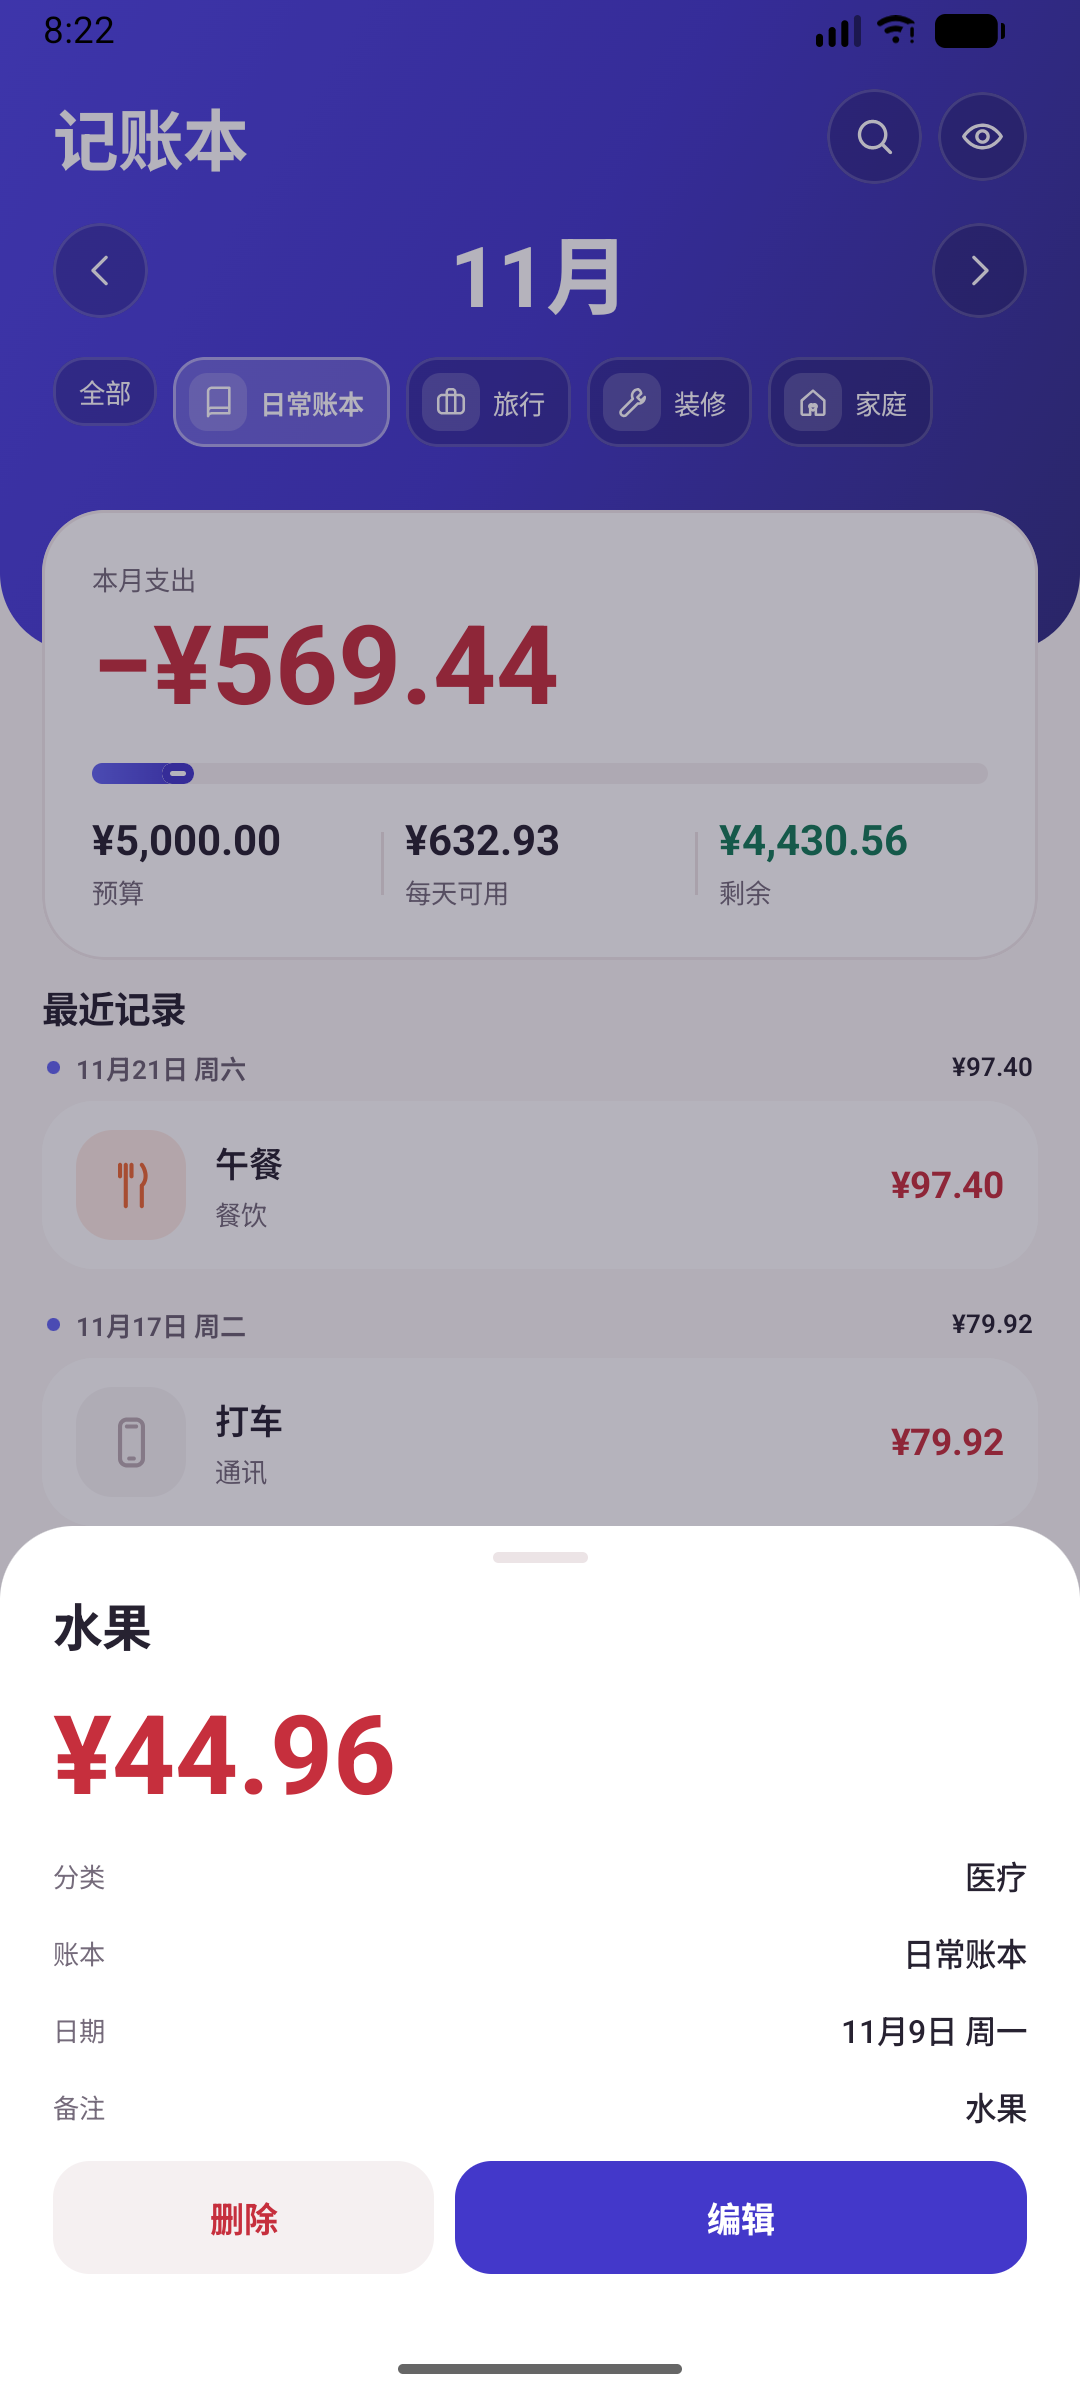 8:22
记账本
11月
全部
日常账本
旅行
装修
家庭
本月支出
-¥569.44
¥5,000.00
预算
¥632.93
每天可用
¥4,430.56
剩余
最近记录
11月21日 周六
¥97.40
午餐
餐饮
¥97.40
11月17日 周二
¥79.92
打车
通讯
¥79.92
水果
¥44.96
分类
医疗
账本
日常账本
日期
11月9日 周一
备注
水果
删除
编辑